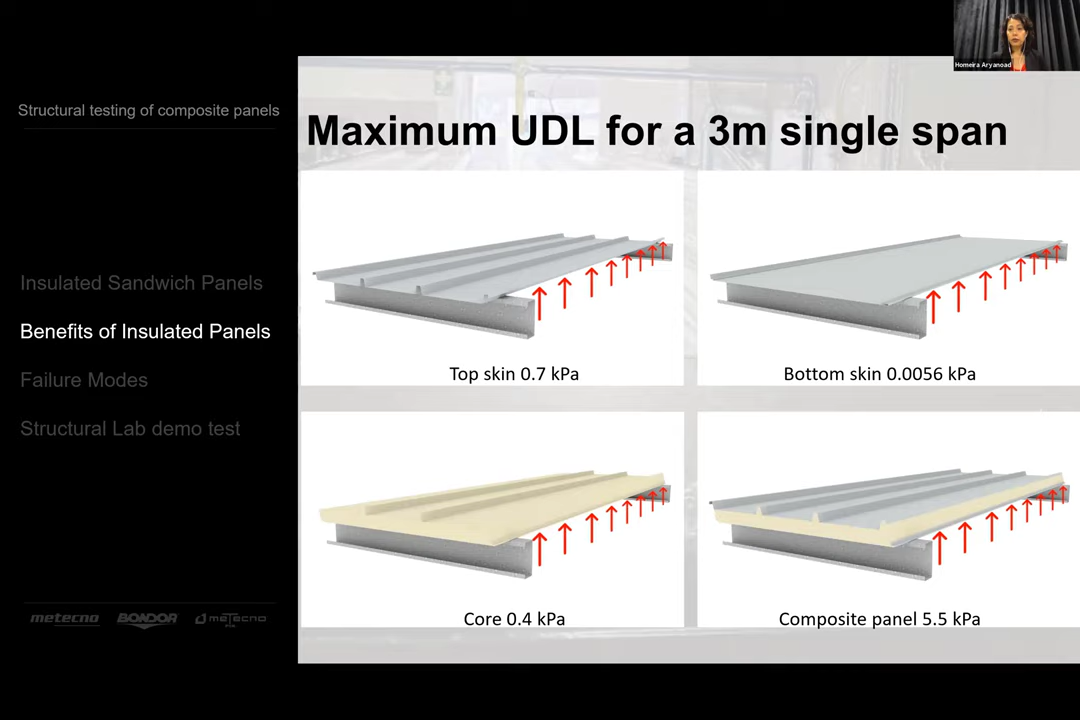 Homeira Aryanoad
Structural testing of composite panels
Maximum UDL for a 3m single span
Insulated Sandwich Panels
Benefits of Insulated Panels
Failure Modes
Structural Lab demo test
Top skin 0.7 kPa
Bottom skin 0.0056 kPa
Core 0.4 kPa
Composite panel 5.5 kPa
metecno
BONDOR
metecno